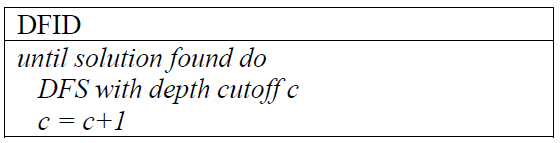 DFID
until solution found do
DFS with depth cutoff c
c = c+1